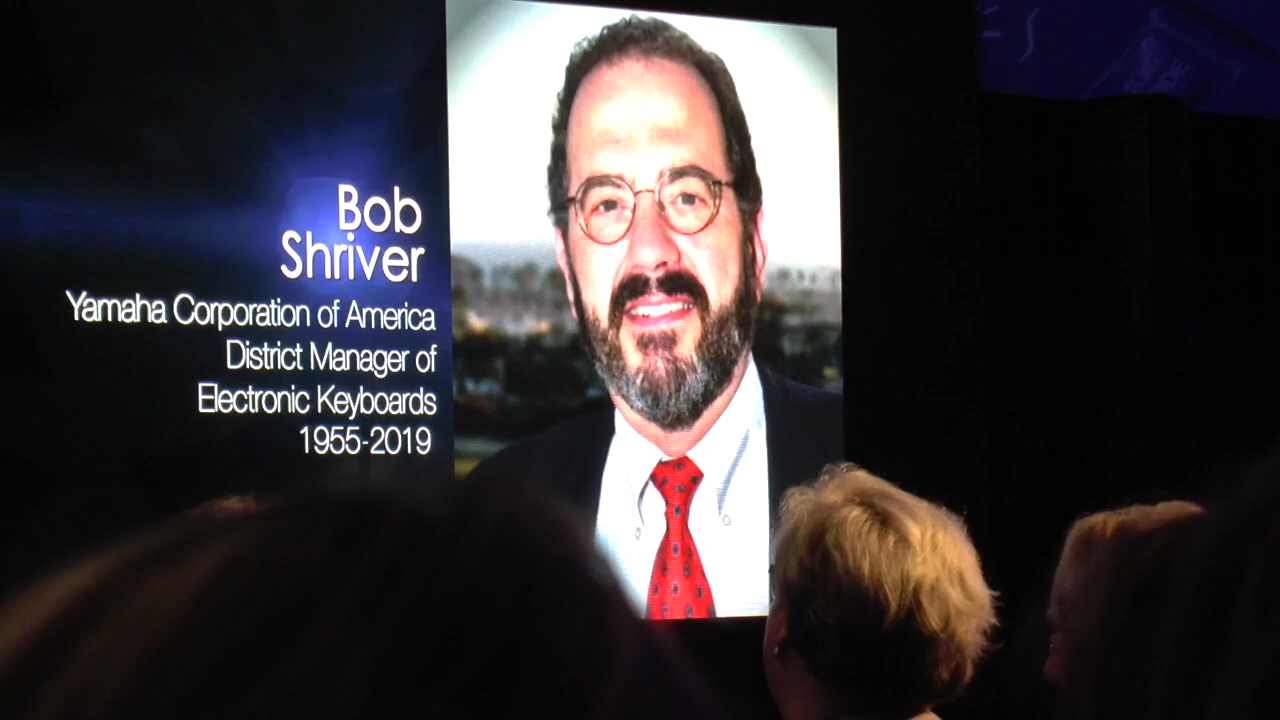 Bob
Shriver
Yamaha Corporation of America
District Manager of
Electronic Keyboards
1955-2019